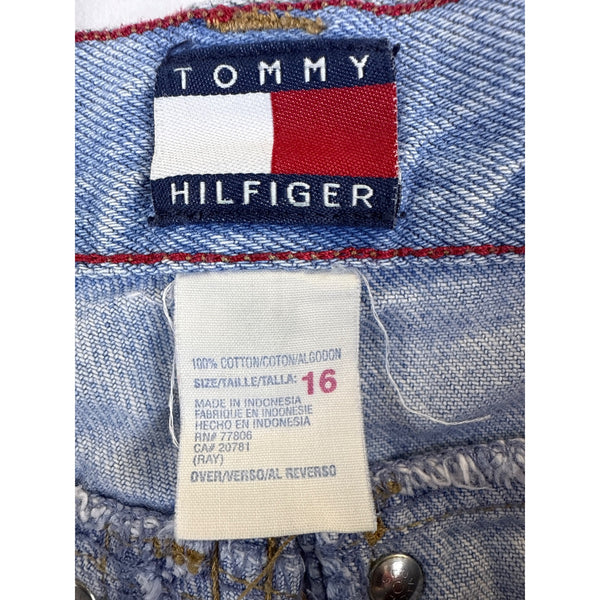 TOMMY
HILFIGER
100% COTTON/COTON/ALGODON
SIZE/TAILLE/TALLA: 16
MADE IN INDONESIA
FABRIQUE EN INDONESIE
HECHO EN INDONESIA
RN# 77806
CA# 20781
(RAY)
OVER/VERSO/AL REVERSO